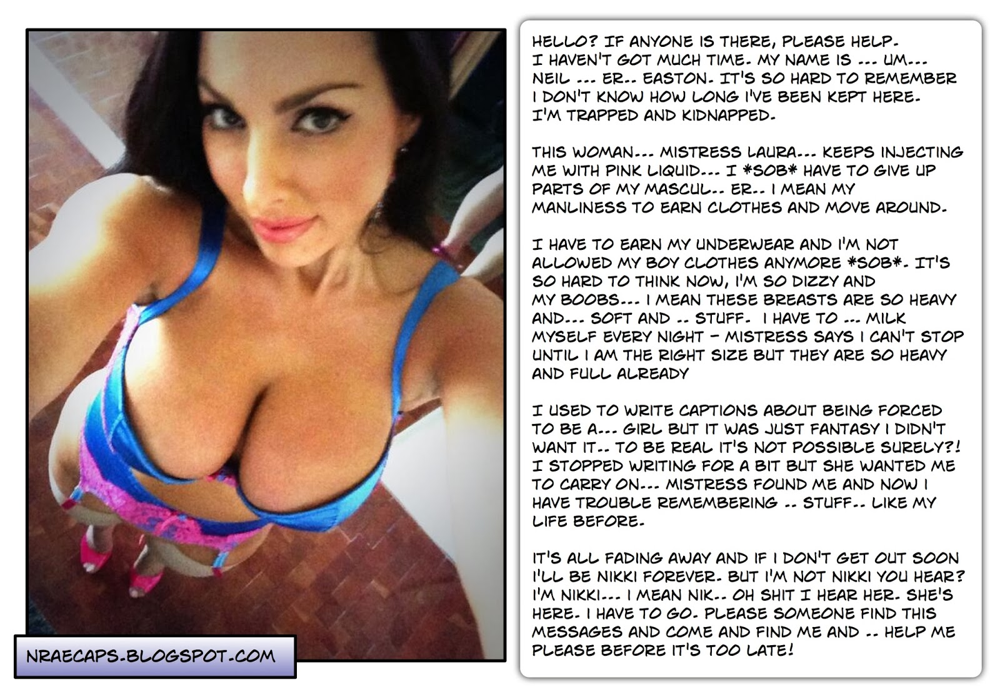 HELLO? IF ANYONE IS THERE, PLEASE HELP.
I HAVEN'T GOT MUCH TIME. MY NAME IS ... UM...
NEIL ... ER.. EASTON. IT'S SO HARD TO REMEMBER
I DON'T KNOW HOW LONG I'VE BEEN KEPT HERE.
I'M TRAPPED AND KIDNAPPED.
THIS WOMAN... MISTRESS LAURA... KEEPS INJECTING
ME WITH PINK LIQUID... I *SOB* HAVE TO GIVE UP
PARTS OF MY MASCUL.. ER.. I MEAN MY
MANLINESS TO EARN CLOTHES AND MOVE AROUND.
I HAVE TO EARN MY UNDERWEAR AND I'M NOT
ALLOWED MY BOY CLOTHES ANYMORE *SOB*. IT'S
SO HARD TO THINK NOW, I'M SO DIZZY AND
MY BOOBS... I MEAN THESE BREASTS ARE SO HEAVY
AND... SOFT AND .. STUFF. I HAVE TO ... MILK
MYSELF EVERY NIGHT - MISTRESS SAYS I CAN'T STOP
UNTIL I AM THE RIGHT SIZE BUT THEY ARE SO HEAVY
AND FULL ALREADY
I USED TO WRITE CAPTIONS ABOUT BEING FORCED
TO BE A... GIRL BUT IT WAS JUST FANTASY I DIDN'T
WANT IT.. TO BE REAL IT'S NOT POSSIBLE SURELY?!
I STOPPED WRITING FOR A BIT BUT SHE WANTED ME
TO CARRY ON... MISTRESS FOUND ME AND NOW I
HAVE TROUBLE REMEMBERING .. STUFF.. LIKE MY
LIFE BEFORE.
IT'S ALL FADING AWAY AND IF I DON'T GET OUT SOON
I'LL BE NIKKI FOREVER. BUT I'M NOT NIKKI YOU HEAR?
I'M NIKKI... I MEAN NIK.. OH SHIT I HEAR HER. SHE'S
HERE. I HAVE TO GO. PLEASE SOMEONE FIND THIS
MESSAGES AND COME AND FIND ME AND .. HELP ME
PLEASE BEFORE IT'S TOO LATE!
NRAECAPS.BLOGSPOT.COM